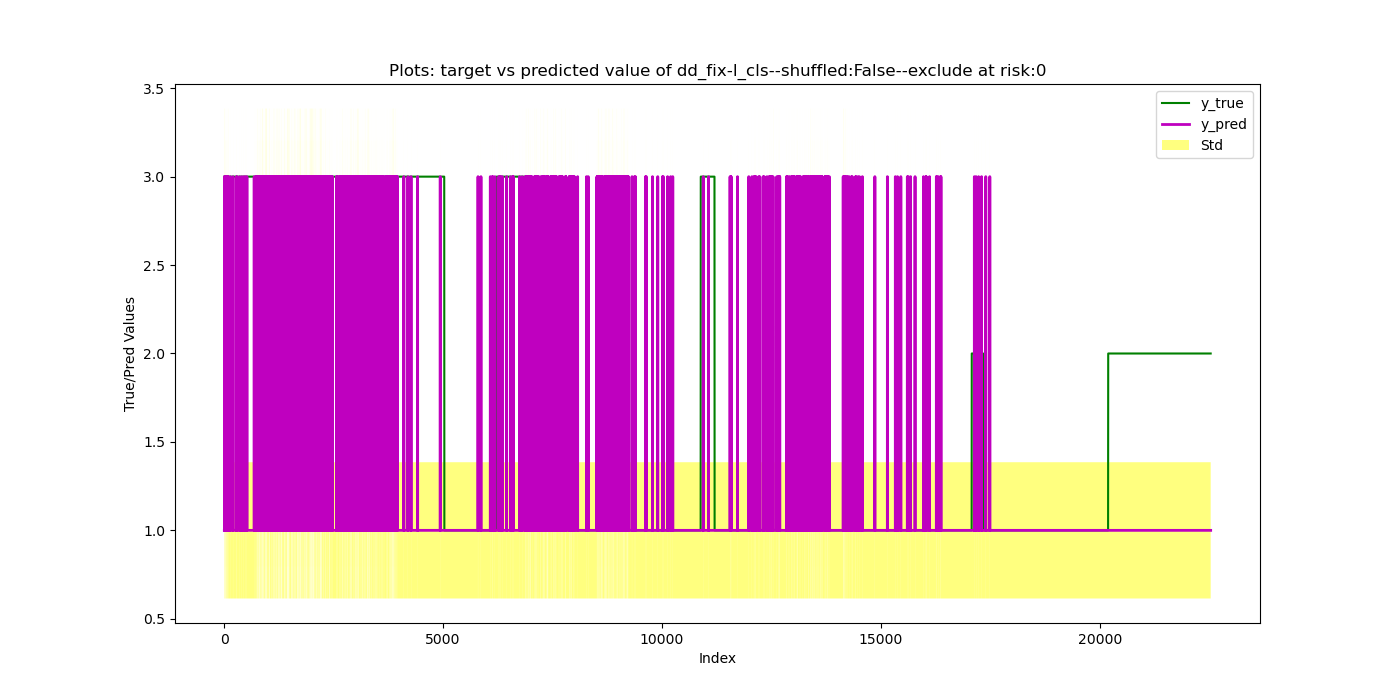 Plots: target vs predicted value of dd_fix-l_cls--shuffled:False--exclude at risk:0
3.5
3.0
2.5
2.0
1.5
1.0
0.5
True/Pred Values
y_true
y_pred
Std
0
5000
10000
15000
20000
Index